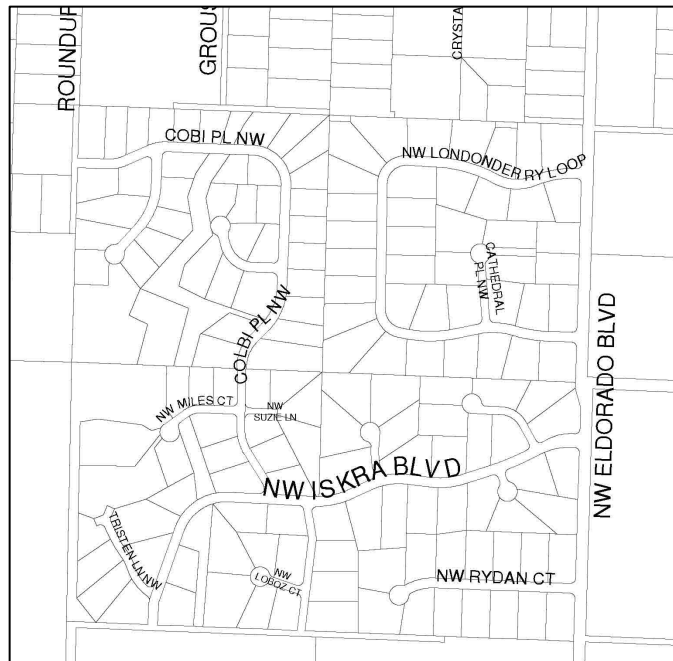 ROUNDUP
GROUS
CRYSTA
COBI PL NW
NW LONDONDERRY LOOP
CATHEDRAL
PL NW
COLBI PL NW
NW ELDORADO BLVD
NW MILES CT
NW
SUZIE LN
NW ISKRA BLVD
TRISTEN LN NW
NW
LOBOZ CT
NW RYDAN CT